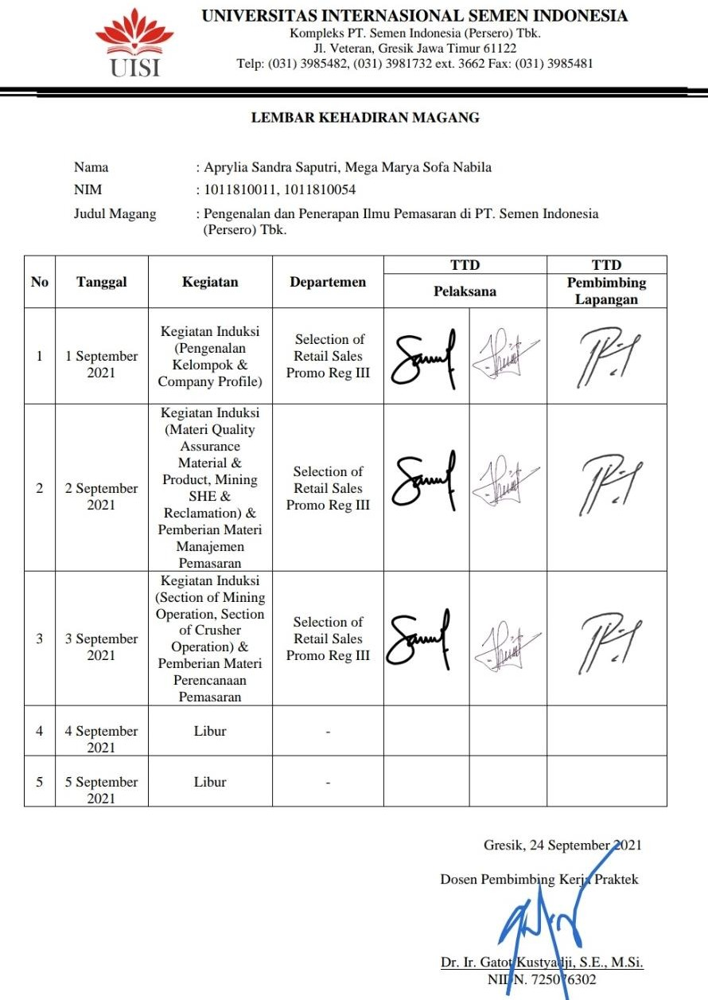 UISI
UNIVERSITAS INTERNASIONAL SEMEN INDONESIA
Kompleks PT. Semen Indonesia (Persero) Tbk.
Jl. Veteran, Gresik Jawa Timur 61122
Telp: (031) 3985482, (031) 3981732 ext. 3662 Fax: (031) 3985481
LEMBAR KEHADIRAN MAGANG
Nama : Aprylia Sandra Saputri, Mega Marya Sofa Nabila
NIM : 1011810011, 1011810054
Judul Magang : Pengenalan dan Penerapan Ilmu Pemasaran di PT. Semen Indonesia
(Persero) Tbk.
No
Tanggal
Kegiatan
Departemen
TTD
Pelaksana
TTD
Pembimbing
Lapangan
1
1 September
2021
Kegiatan Induksi
(Pengenalan
Kelompok &
Company Profile)
Selection of
Retail Sales
Promo Reg III
2
2 September
2021
Kegiatan Induksi
(Materi Quality
Assurance
Material &
Product, Mining
SHE &
Reclamation) &
Pemberian Materi
Manajemen
Pemasaran
Selection of
Retail Sales
Promo Reg III
3
3 September
2021
Kegiatan Induksi
(Section of Mining
Operation, Section
of Crusher
Operation) &
Pemberian Materi
Perencanaan
Pemasaran
Selection of
Retail Sales
Promo Reg III
4
4 September
2021
Libur
-
5
5 September
2021
Libur
-
Gresik, 24 September 2021
Dosen Pembimbing Kerja Praktek
Dr. Ir. Gatot Kustyadji, S.E., M.Si.
NIDN. 725076302